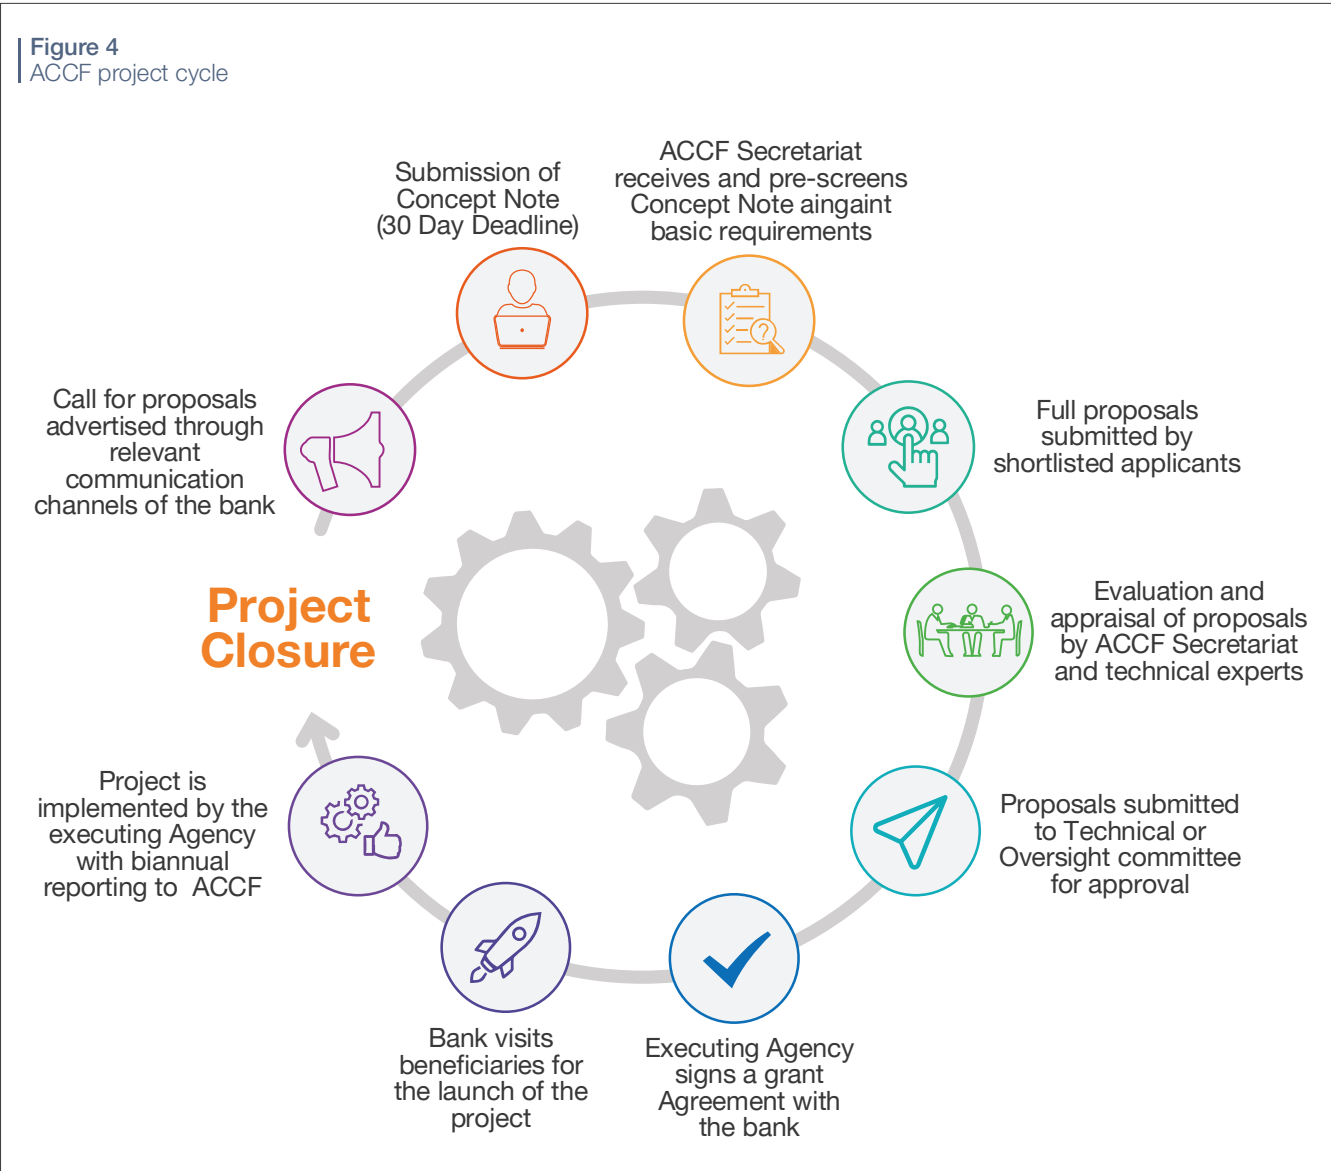 Figure 4
ACCF project cycle
Submission of
Concept Note
(30 Day Deadline)
ACCF Secretariat
receives and pre-screens
Concept Note aingaint
basic requirements
Call for proposals
advertised through
relevant
communication
channels of the bank
Full proposals
submitted by
shortlisted applicants
?
Project
Closure
Evaluation and
appraisal of proposals
by ACCF Secretariat
and technical experts
Project is
implemented by the
executing Agency
with biannual
reporting to ACCF
Proposals submitted
to Technical or
Oversight committee
for approval
Bank visits
beneficiaries for
the launch of the
project
Executing Agency
signs a grant
Agreement with
the bank